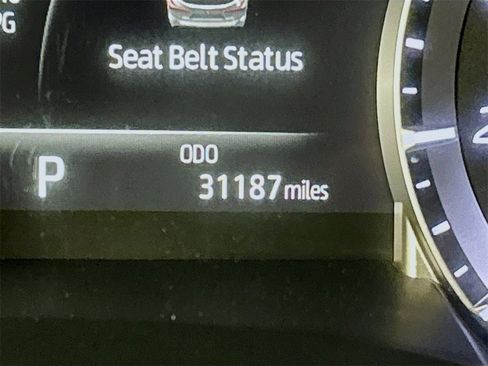 Seat Belt Status
ODO
P
31187 miles